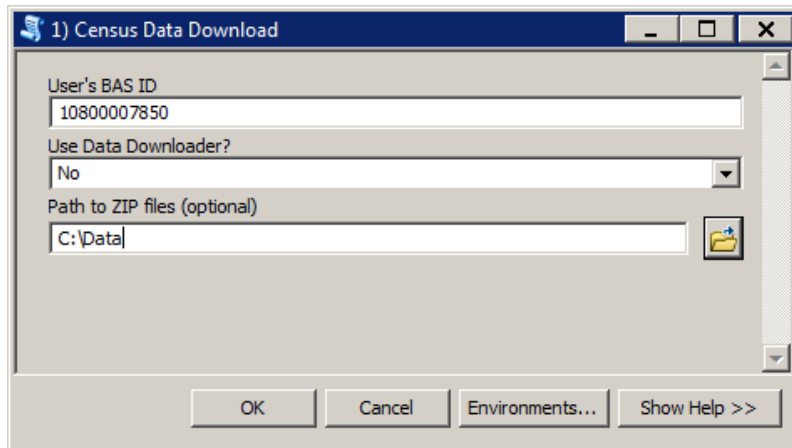 1) Census Data Download
User's BAS ID
10800007850
Use Data Downloader?
No
Path to ZIP files (optional)
C:\Data
OK Cancel Environments... Show Help >>